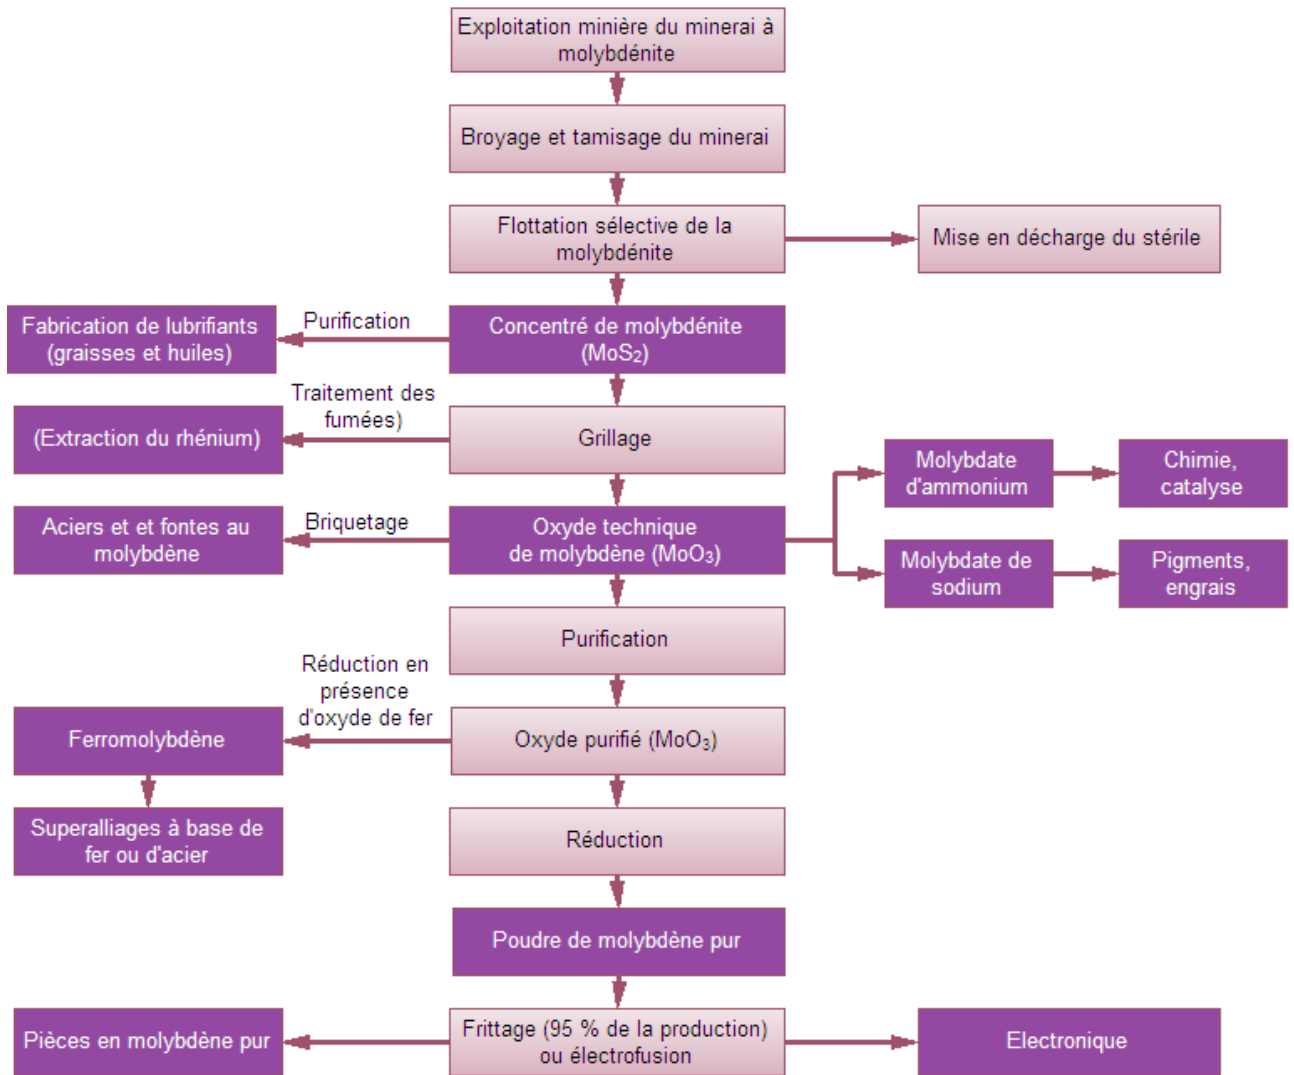 Exploitation minière du minerai à
molybdénite
Broyage et tamisage du minerai
Flottation sélective de la
molybdénite
Mise en décharge du stérile
Fabrication de lubrifiants
(graisses et huiles)
Purification
Concentré de molybdénite
(MoS₂)
Traitement des
fumées)
(Extraction du rhénium)
Grillage
Molybdate
d'ammonium
Chimie,
catalyse
Aciers et et fontes au
molybdène
Briquetage
Oxyde technique
de molybdène (MoO₃)
Molybdate de
sodium
Pigments,
engrais
Purification
Réduction en
présence
d'oxyde de fer
Ferromolybdène
Oxyde purifié (MoO₃)
Superalliages à base de
fer ou d'acier
Réduction
Poudre de molybdène pur
Pièces en molybdène pur
Frittage (95 % de la production)
ou électrofusion
Electronique